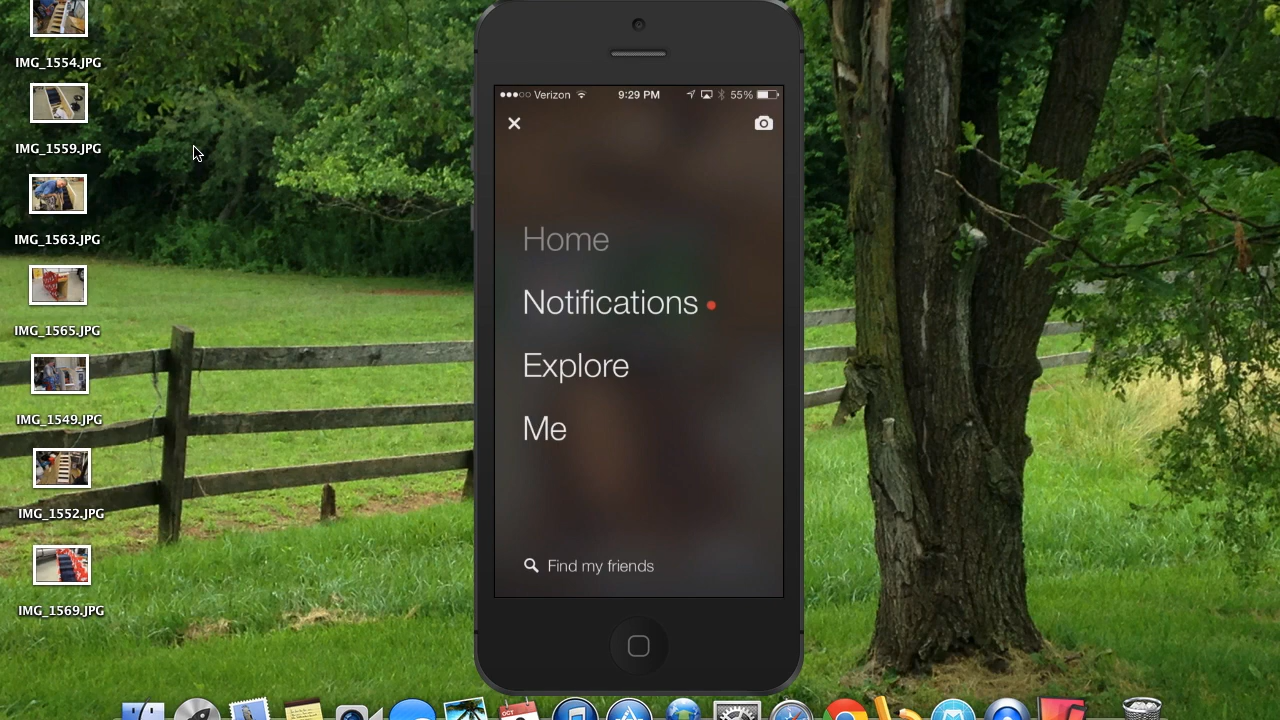 IMG_1554.JPG
IMG_1559.JPG
IMG_1563.JPG
IMG_1565.JPG
IMG_1549.JPG
IMG_1552.JPG
IMG_1569.JPG
Verizon 9:29 PM 55%
Home
Notifications
Explore
Me
Find my friends
OCT